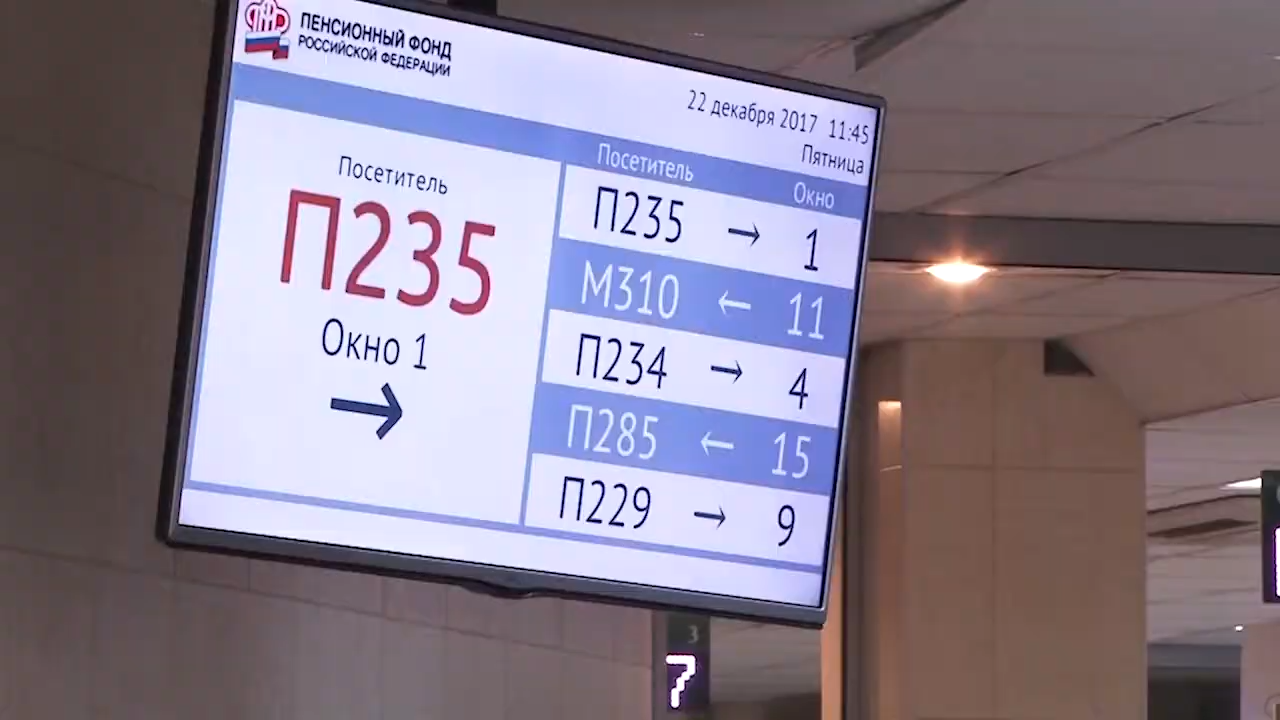 ПЕНСИОННЫЙ ФОНД
РОССИЙСКОЙ ФЕДЕРАЦИИ
22 декабря 2017 11:45
Пятница
Посетитель
П235
Окно 1
→
Посетитель Окно
П235 → 1
М310 ← 11
П234 → 4
П285 ← 15
П229 → 9
3
7